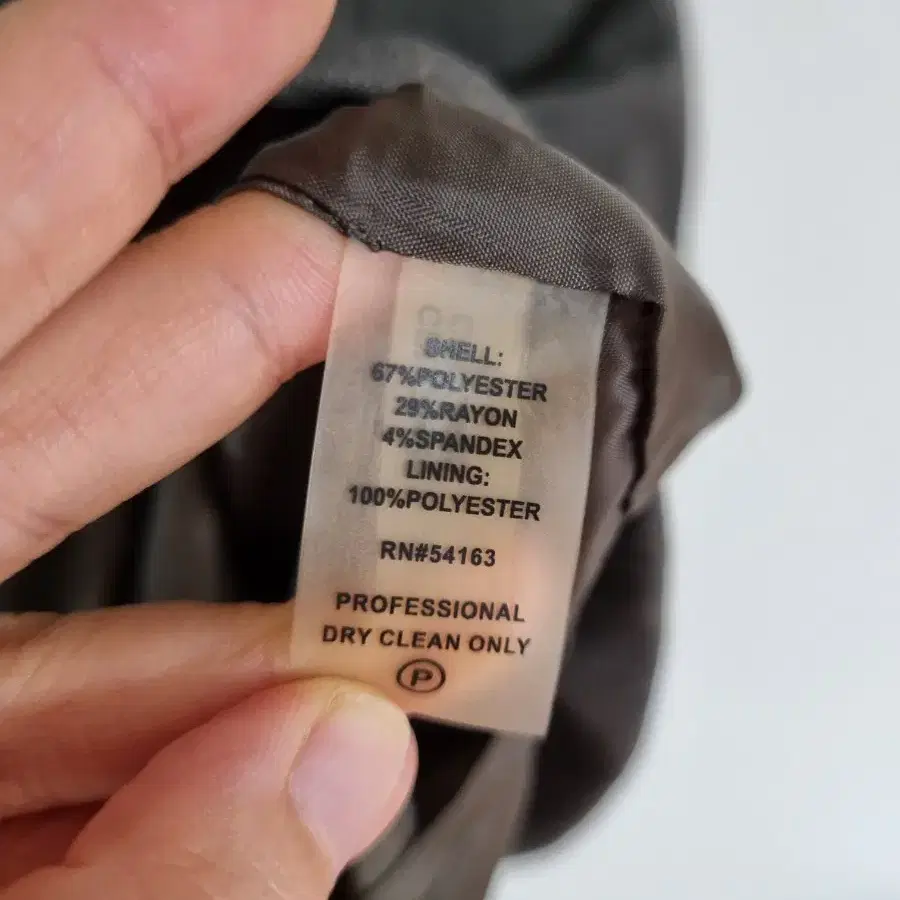 SHELL:
67%POLYESTER
29%RAYON
4%SPANDEX
LINING:
100%POLYESTER
RN#54163
PROFESSIONAL
DRY CLEAN ONLY
P